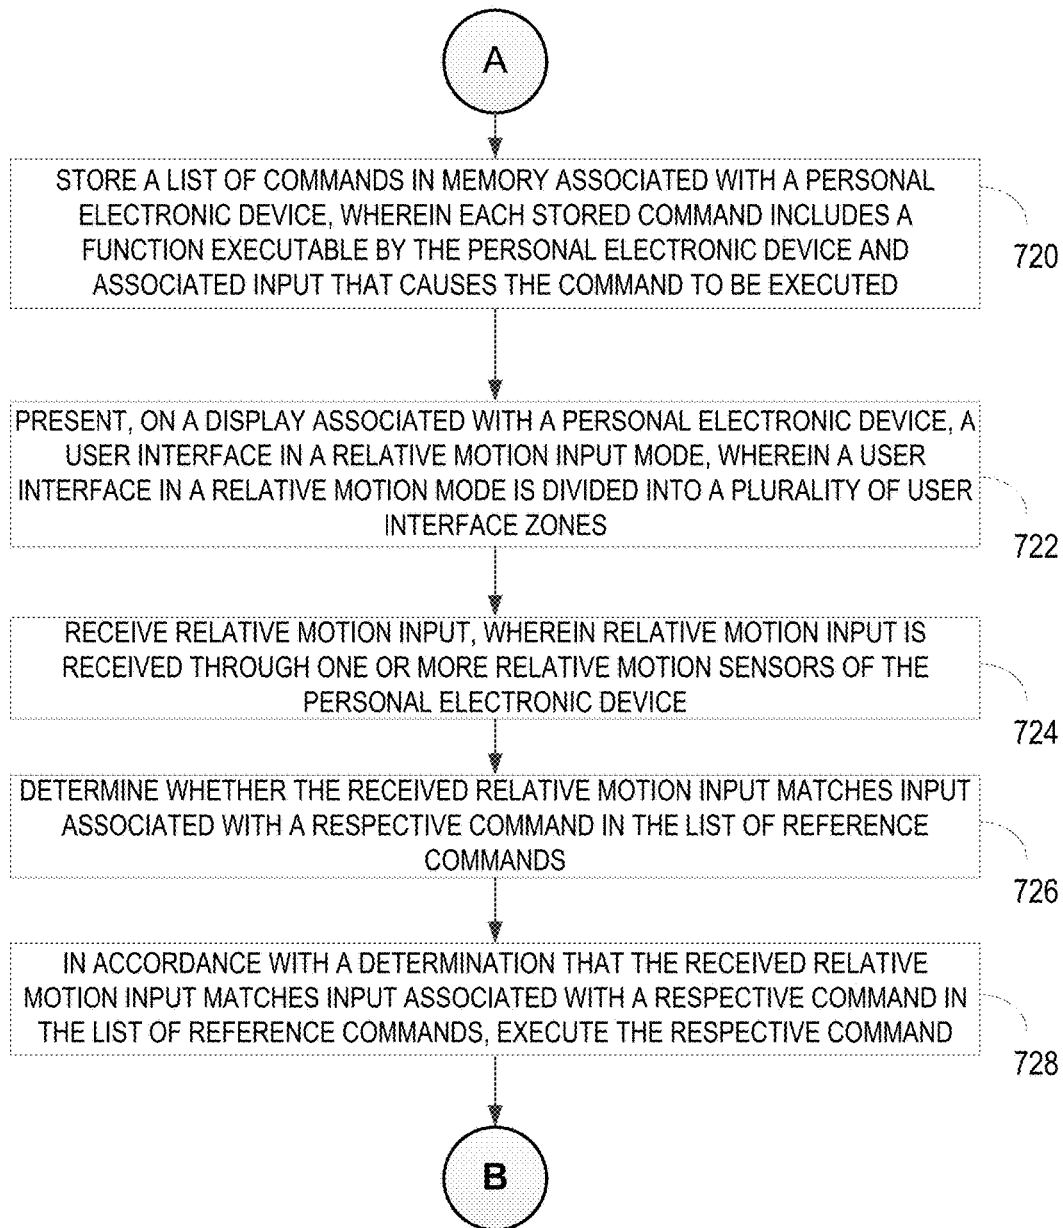 A
STORE A LIST OF COMMANDS IN MEMORY ASSOCIATED WITH A PERSONAL
ELECTRONIC DEVICE, WHEREIN EACH STORED COMMAND INCLUDES A
FUNCTION EXECUTABLE BY THE PERSONAL ELECTRONIC DEVICE AND
ASSOCIATED INPUT THAT CAUSES THE COMMAND TO BE EXECUTED
720
PRESENT, ON A DISPLAY ASSOCIATED WITH A PERSONAL ELECTRONIC DEVICE, A
USER INTERFACE IN A RELATIVE MOTION INPUT MODE, WHEREIN A USER
INTERFACE IN A RELATIVE MOTION MODE IS DIVIDED INTO A PLURALITY OF USER
INTERFACE ZONES
722
RECEIVE RELATIVE MOTION INPUT, WHEREIN RELATIVE MOTION INPUT IS
RECEIVED THROUGH ONE OR MORE RELATIVE MOTION SENSORS OF THE
PERSONAL ELECTRONIC DEVICE
724
DETERMINE WHETHER THE RECEIVED RELATIVE MOTION INPUT MATCHES INPUT
ASSOCIATED WITH A RESPECTIVE COMMAND IN THE LIST OF REFERENCE
COMMANDS
726
IN ACCORDANCE WITH A DETERMINATION THAT THE RECEIVED RELATIVE
MOTION INPUT MATCHES INPUT ASSOCIATED WITH A RESPECTIVE COMMAND IN
THE LIST OF REFERENCE COMMANDS, EXECUTE THE RESPECTIVE COMMAND
728
B